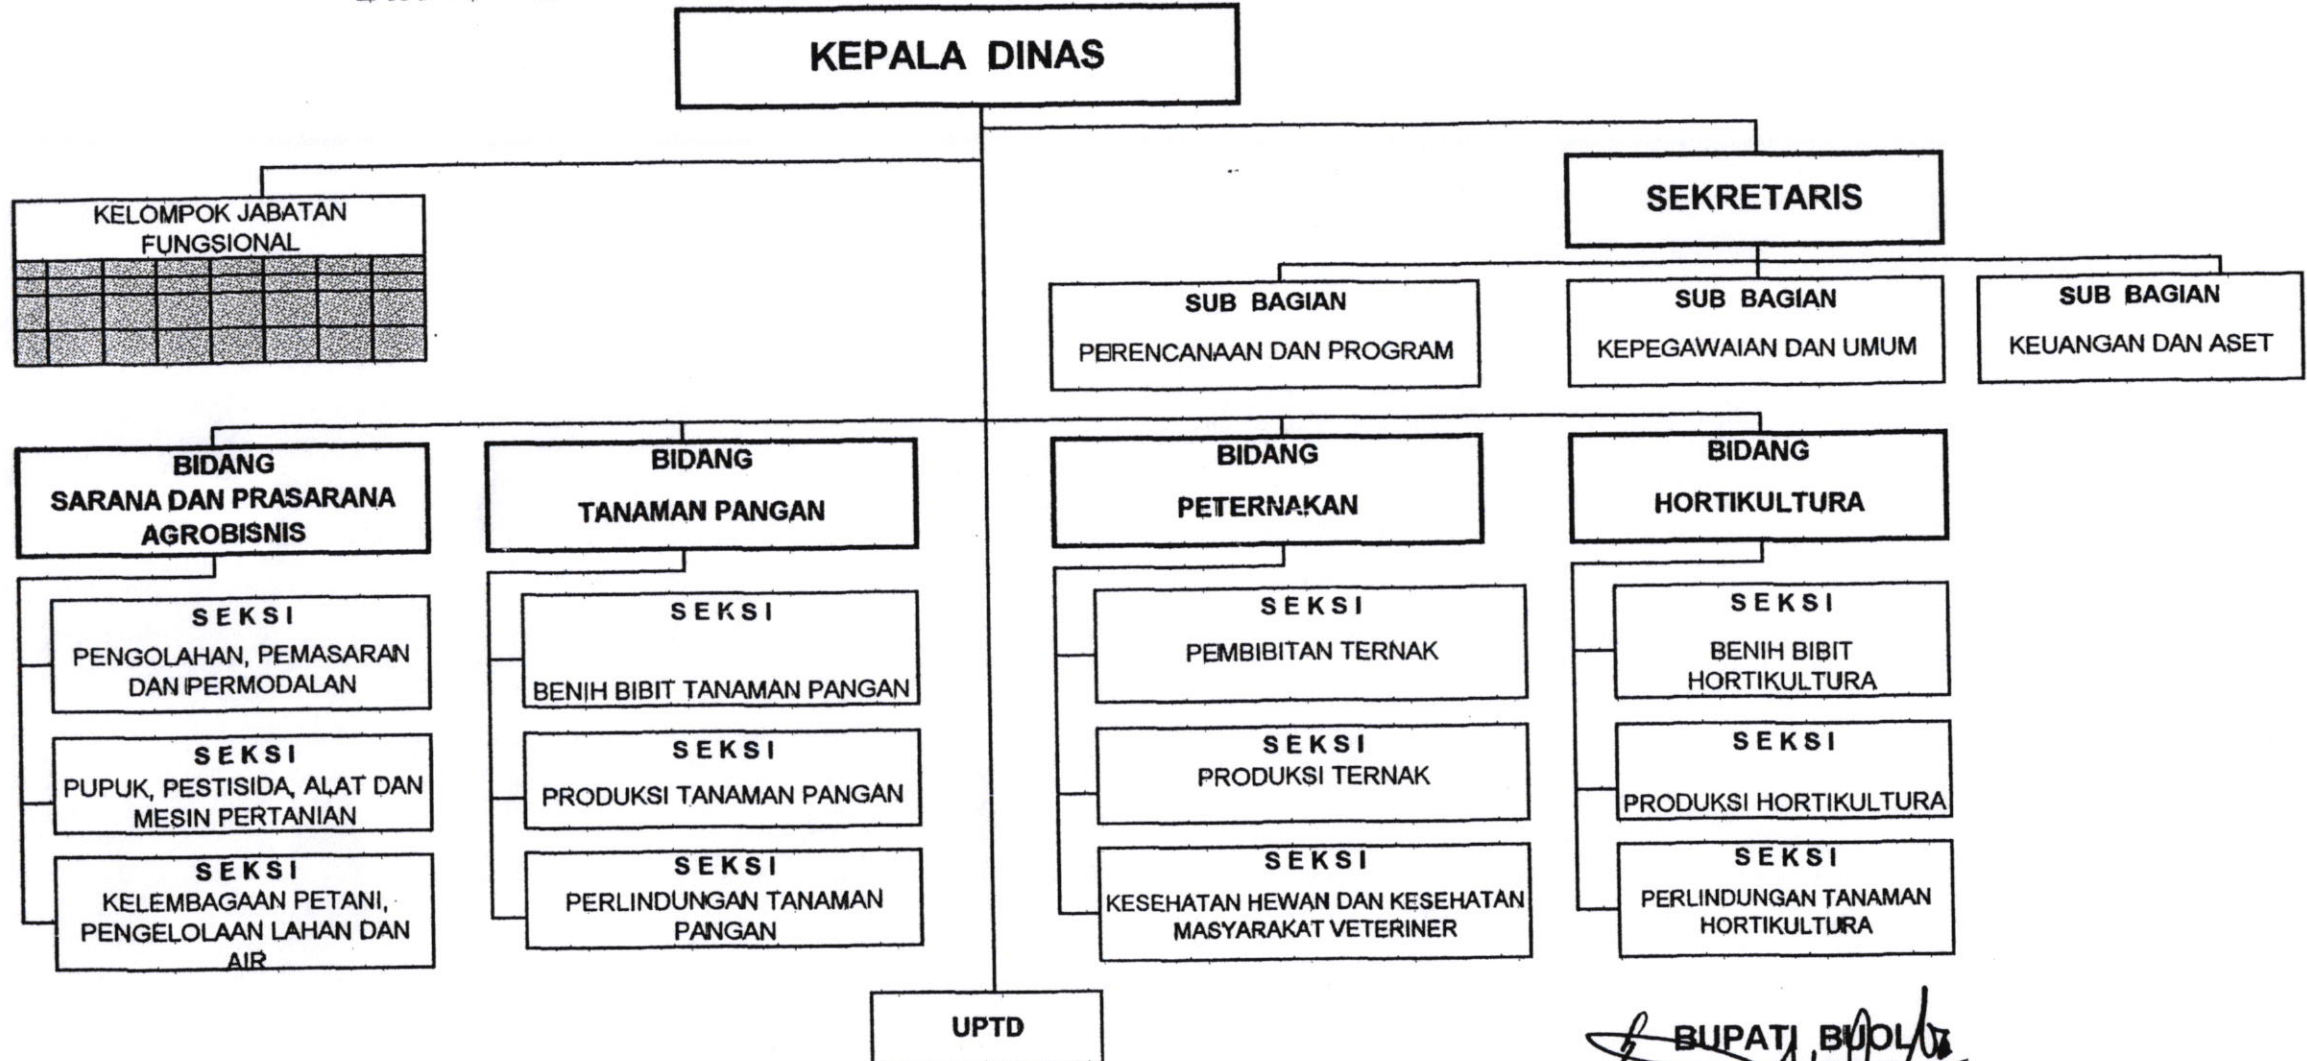 KEPALA DINAS
SEKRETARIS
KELOMPOK JABATAN
FUNGSIONAL
SUB BAGIAN
PERENCANAAN DAN PROGRAM
SUB BAGIAN
KEPEGAWAIAN DAN UMUM
SUB BAGIAN
KEUANGAN DAN ASET
BIDANG
SARANA DAN PRASARANA
AGROBISNIS
BIDANG
TANAMAN PANGAN
BIDANG
PETERNAKAN
BIDANG
HORTIKULTURA
SEKSI
PENGOLAHAN, PEMASARAN
DAN PERMODALAN
SEKSI
PUPUK, PESTISIDA, ALAT DAN
MESIN PERTANIAN
SEKSI
KELEMBAGAAN PETANI,
PENGELOLAAN LAHAN DAN
AIR
SEKSI
BENIH BIBIT TANAMAN PANGAN
SEKSI
PRODUKSI TANAMAN PANGAN
SEKSI
PERLINDUNGAN TANAMAN
PANGAN
SEKSI
PEMBIBITAN TERNAK
SEKSI
PRODUKSI TERNAK
SEKSI
KESEHATAN HEWAN DAN KESEHATAN
MASYARAKAT VETERINER
SEKSI
BENIH BIBIT
HORTIKULTURA
SEKSI
PRODUKSI HORTIKULTURA
SEKSI
PERLINDUNGAN TANAMAN
HORTIKULTURA
UPTD
BUPATI BUOL